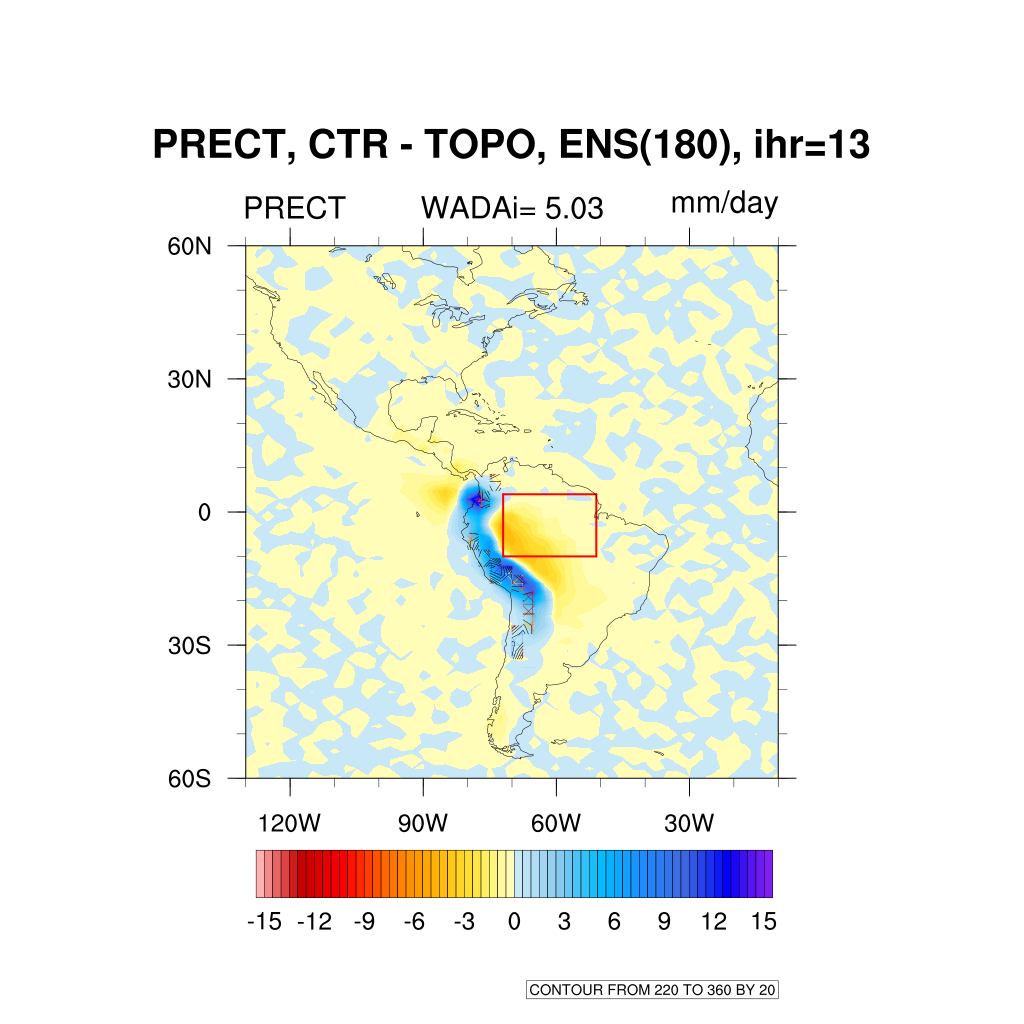 PRECT, CTR - TOPO, ENS(180), ihr=13
PRECT WADAi= 5.03 mm/day
60N
30N
0
30S
60S
120W 90W 60W 30W
-15 -12 -9 -6 -3 0 3 6 9 12 15
CONTOUR FROM 220 TO 360 BY 20